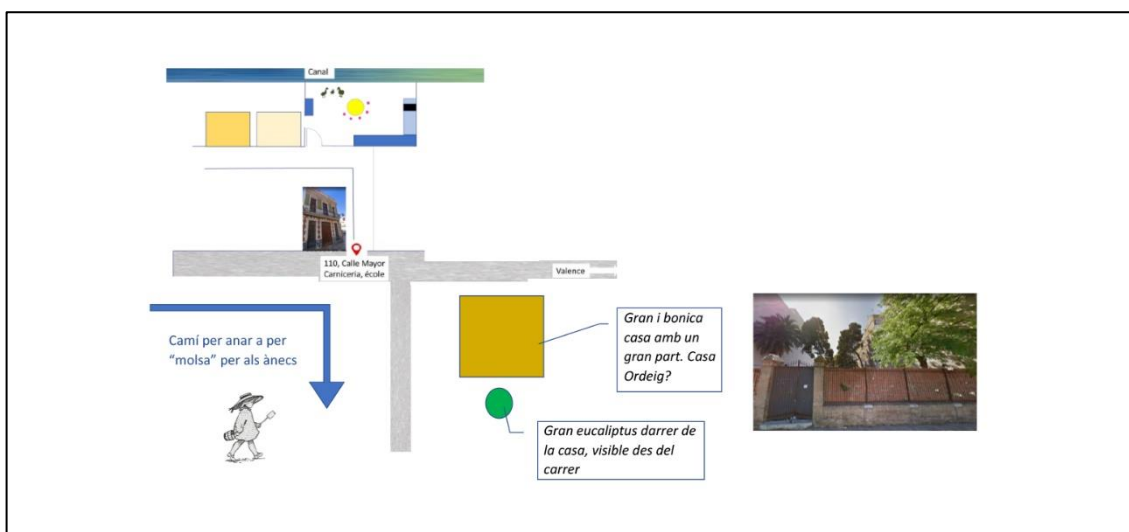 Canal
110, Calle Mayor
Carniceria, école
Valence
Camí per anar a per
“molsa” per als ànecs
Gran i bonica
casa amb un
gran part. Casa
Ordeig?
Gran eucaliptus darrer de
la casa, visible des del
carrer